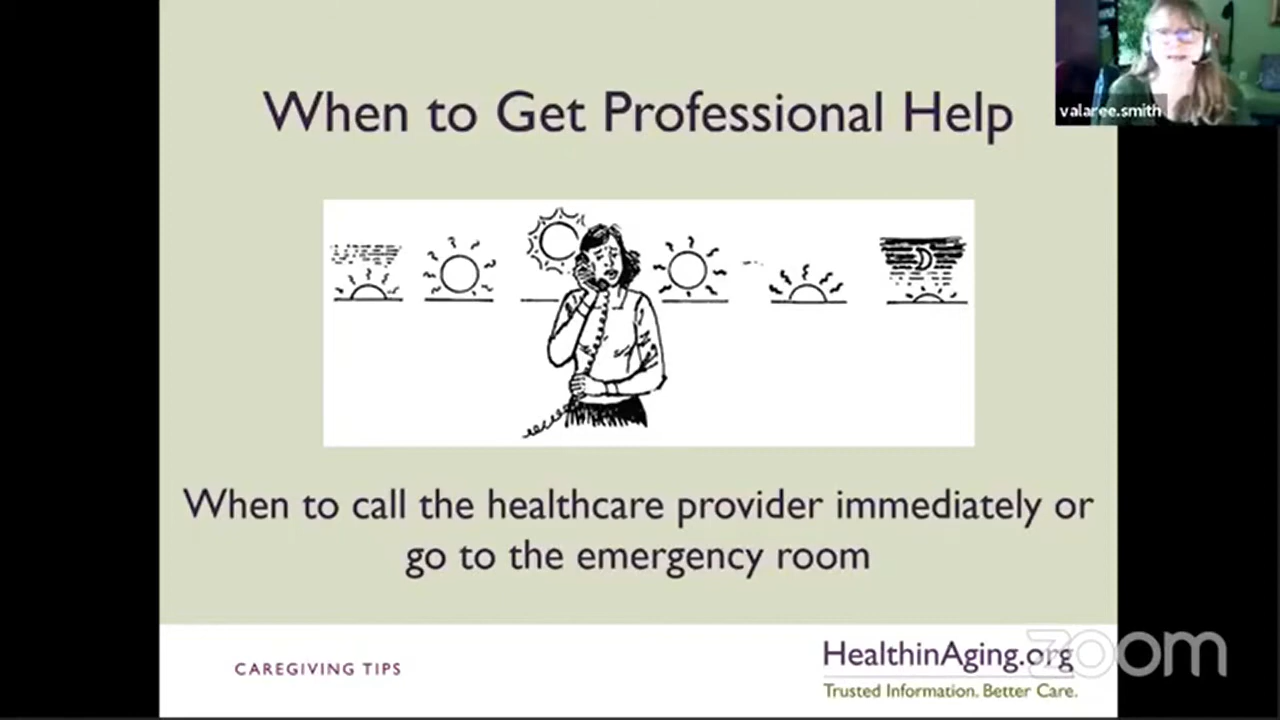 When to Get Professional Help
valaree.smith
When to call the healthcare provider immediately or
go to the emergency room
CAREGIVING TIPS
HealthinAging.org
Trusted Information. Better Care.
zoom